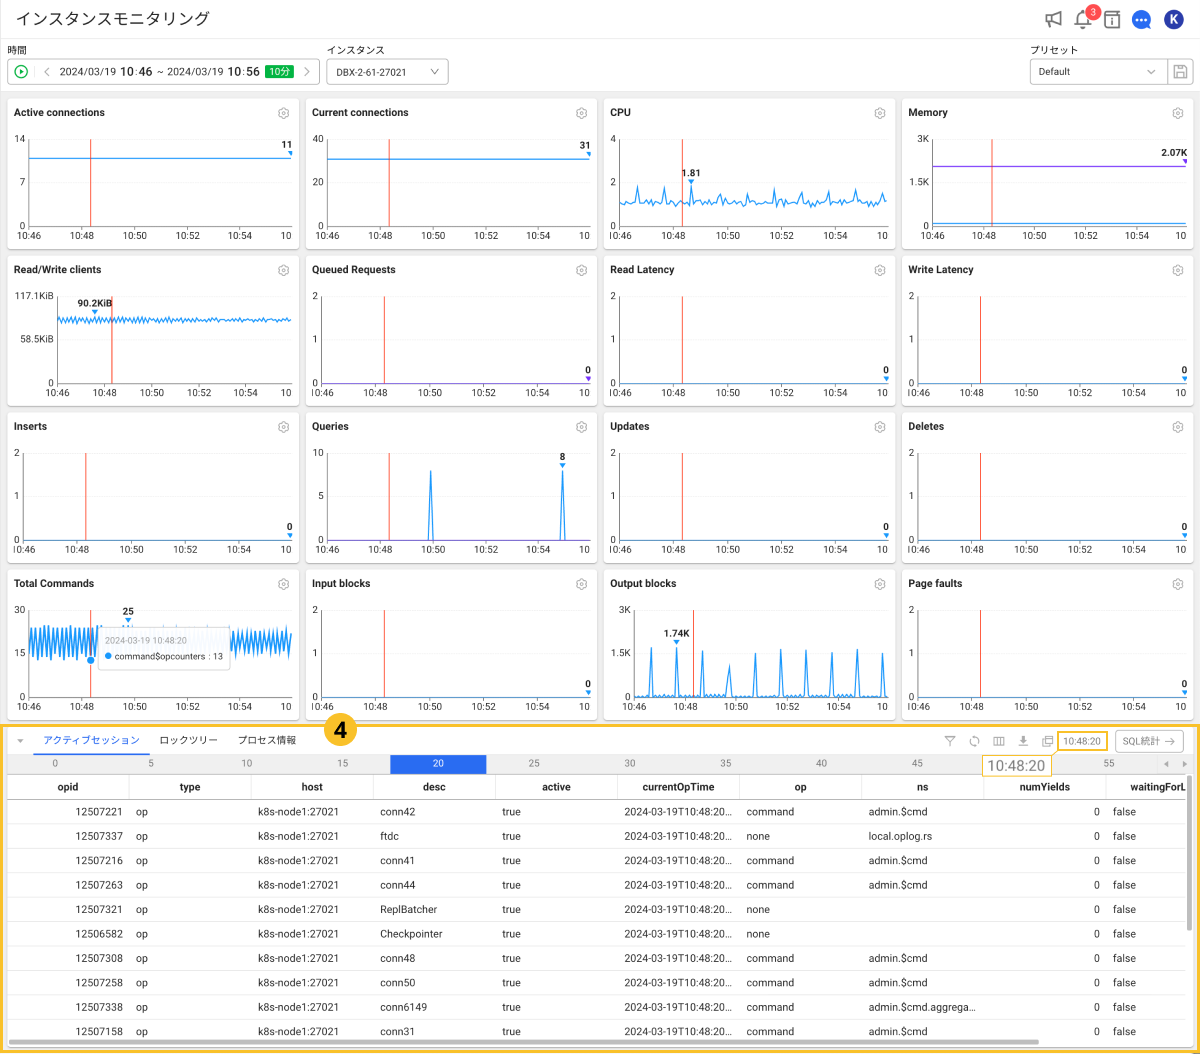 インスタンスモニタリング
3
K
時間
インスタンス
プリセット
2024/03/19 10:46 ~ 2024/03/19 10:56 10分
DBX-2-61-27021
Default
Active connections
14
7
0
11
10:46 10:48 10:50 10:52 10:54 10
Current connections
40
20
0
31
10:46 10:48 10:50 10:52 10:54 10
CPU
4
2
0
1.81
10:46 10:48 10:50 10:52 10:54 10
Memory
3K
1.5K
0
2.07K
10:46 10:48 10:50 10:52 10:54 10
Read/Write clients
117.1KiB
58.5KiB
0
90.2KiB
10:46 10:48 10:50 10:52 10:54 10
Queued Requests
2
1
0
0
10:46 10:48 10:50 10:52 10:54 10
Read Latency
2
1
0
0
10:46 10:48 10:50 10:52 10:54 10
Write Latency
2
1
0
0
10:46 10:48 10:50 10:52 10:54 10
Inserts
2
1
0
0
10:46 10:48 10:50 10:52 10:54 10
Queries
10
5
0
8
10:46 10:48 10:50 10:52 10:54 10
Updates
2
1
0
0
10:46 10:48 10:50 10:52 10:54 10
Deletes
2
1
0
0
10:46 10:48 10:50 10:52 10:54 10
Total Commands
30
15
0
25
2024-03-19 10:48:20
command$opcounters : 13
10:46 10:48 10:50 10:52 10:54 10
Input blocks
2
1
0
0
10:46 10:48 10:50 10:52 10:54 10
Output blocks
3K
1.5K
0
1.74K
10:46 10:48 10:50 10:52 10:54 10
Page faults
2
1
0
0
10:46 10:48 10:50 10:52 10:54 10
4
アクティブセッション ロックツリー プロセス情報
10:48:20 SQL統計
0 5 10 15 20 25 30 35 40 45 10:48:20 55
opid type host desc active currentOpTime op ns numYields waitingForL
12507221 op k8s-node1:27021 conn42 true 2024-03-19T10:48:20... command admin.$cmd 0 false
12507337 op k8s-node1:27021 ftdc true 2024-03-19T10:48:20... none local.oplog.rs 0 false
12507216 op k8s-node1:27021 conn41 true 2024-03-19T10:48:20... command admin.$cmd 0 false
12507263 op k8s-node1:27021 conn44 true 2024-03-19T10:48:20... command admin.$cmd 0 false
12507321 op k8s-node1:27021 ReplBatcher true 2024-03-19T10:48:20... none 0 false
12506582 op k8s-node1:27021 Checkpointer true 2024-03-19T10:48:20... none 0 false
12507308 op k8s-node1:27021 conn48 true 2024-03-19T10:48:20... command admin.$cmd 0 false
12507258 op k8s-node1:27021 conn50 true 2024-03-19T10:48:20... command admin.$cmd 0 false
12507338 op k8s-node1:27021 conn6149 true 2024-03-19T10:48:20... command admin.$cmd.aggrega... 0 false
12507158 op k8s-node1:27021 conn31 true 2024-03-19T10:48:20... command admin.$cmd 0 false